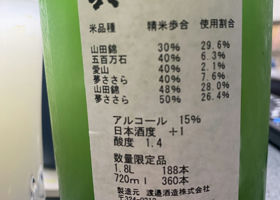 米品種 精米歩合 使用割合
山田錦 30% 29.6%
五百万石 40% 6.3%
愛山 40% 2.1%
夢ささら 40% 7.6%
山田錦 48% 28.0%
夢ささら 50% 26.4%
アルコール 15%
日本酒度 +1
酸度 1.4
数量限定品
1.8L 188本
720ml 360本
製造元 渡邉酒造株式会社